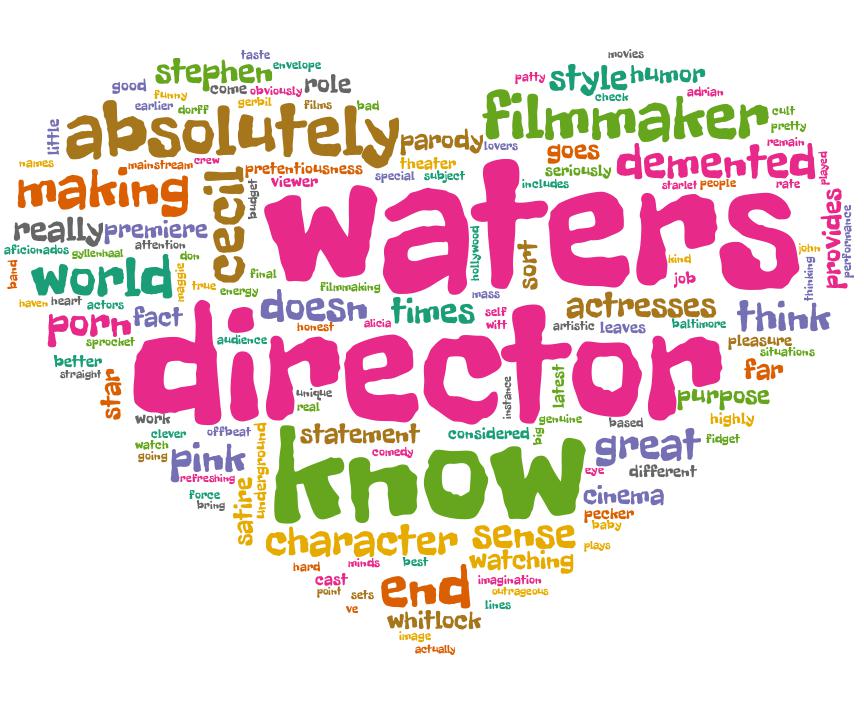 taste
movies
stephen
envelope
patty
style
humor
good
funny
come
obviously
role
check
adrian
earlier
dorff
gerbil
films
bad
filmmaker
cult
pretty
little
absolutely
parody
lovers
goes
remain
names
mainstream
crew
pretentiousness
theater
seriously
demented
played
making
cecil
budget
viewer
special
subject
includes
starlet
people
rate
provides
performance
waters
really
premiere
attention
hollywood
sort
aficionados
gyllenhaal
don
kind
john
thinking
band
world
maggie
true
final
energy
filmmaking
mass
job
haven
heart
actors
porn
fact
doesn
times
self
witt
actresses
think
sprocket
honest
alicia
artistic
leaves
baltimore
director
audience
pleasure
situations
better
straight
star
far
unique
real
instance
latest
purpose
work
clever
offbeat
underground
statement
considered
big
genuine
based
highly
watch
going
pink
know
comedy
great
fidget
refreshing
eye
different
force
bring
satire
cinema
pecker
baby
character
sense
plays
hard
minds
best
watching
cast
point
sets
end
imagination
outrageous
ve
lines
whitlock
image
actually